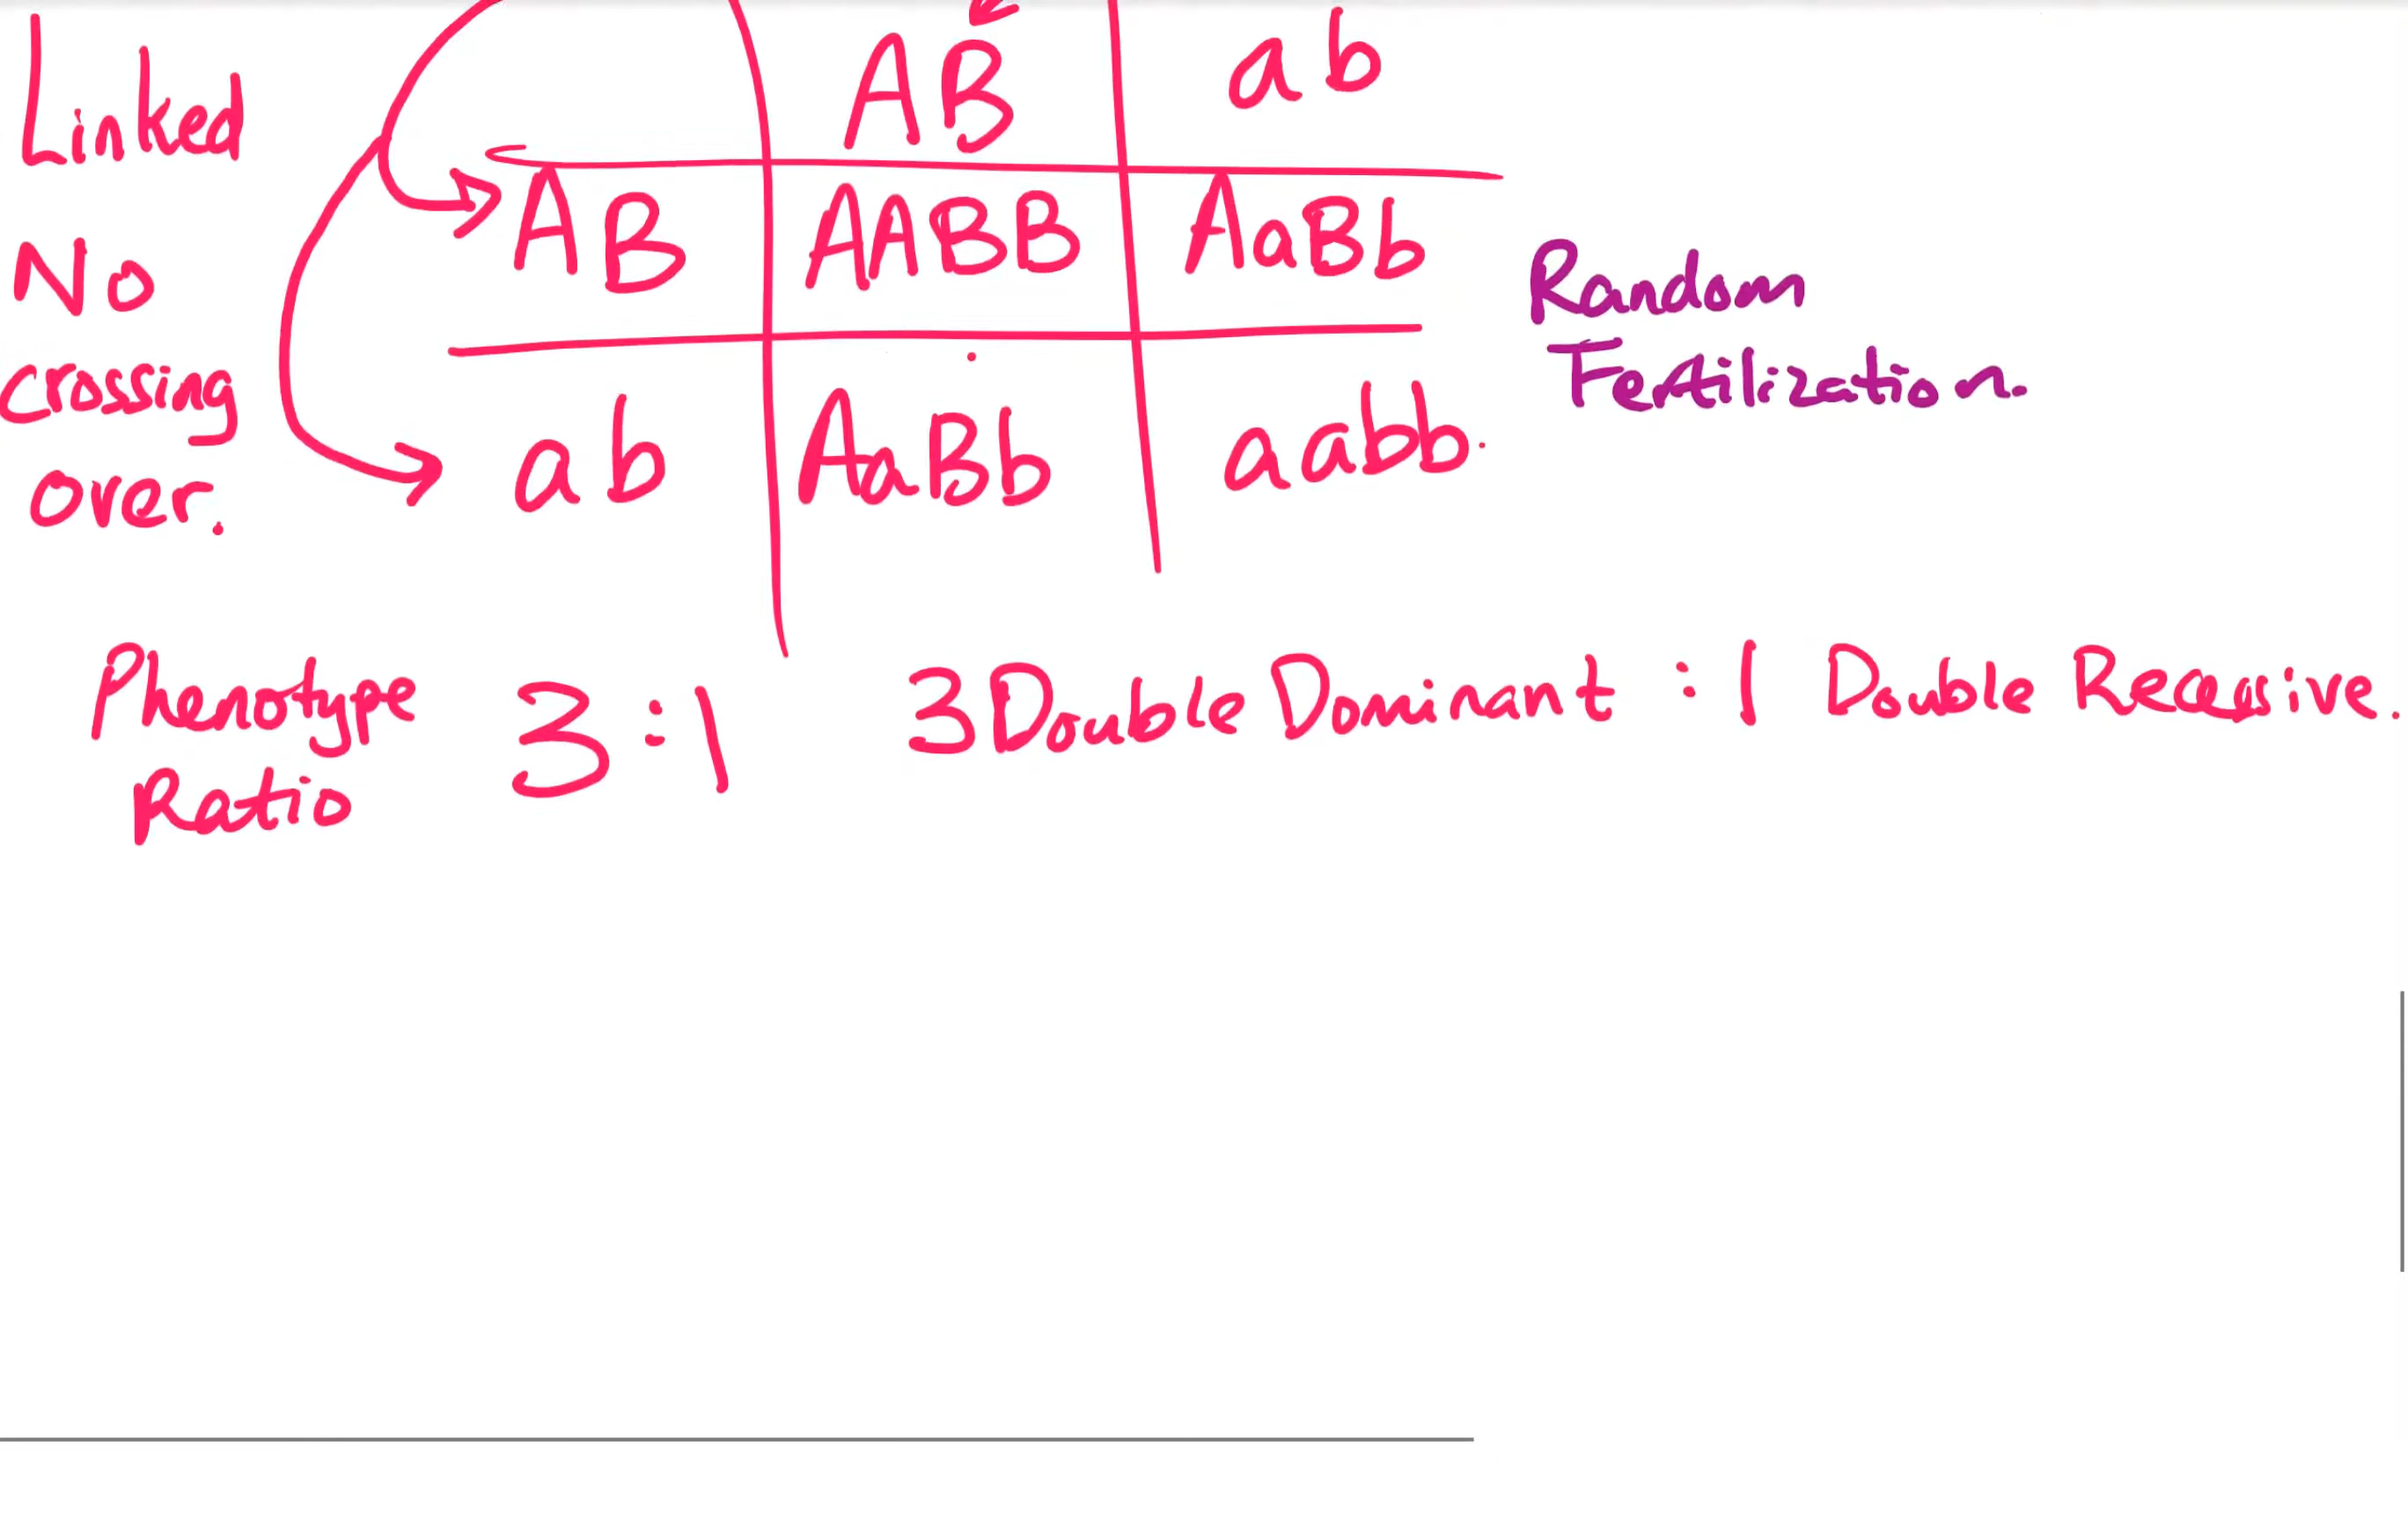 Linked
No
crossing
over.
AB ab
AB AABB AaBb
ab AaBb aabb.
Random
Fertilization.
Phenotype
Ratio
3:1 3 Double Dominant : 1 Double Recessive.